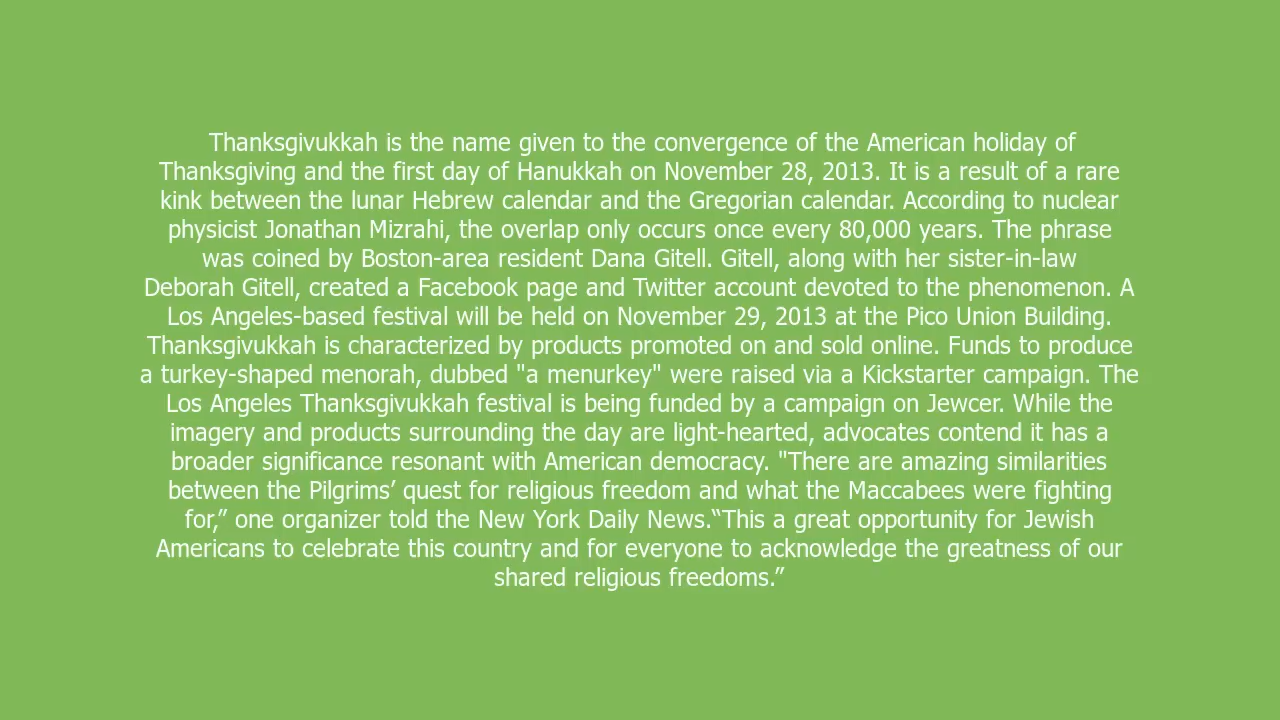 Thanksgivukkah is the name given to the convergence of the American holiday of
Thanksgiving and the first day of Hanukkah on November 28, 2013. It is a result of a rare
kink between the lunar Hebrew calendar and the Gregorian calendar. According to nuclear
physicist Jonathan Mizrahi, the overlap only occurs once every 80,000 years. The phrase
was coined by Boston-area resident Dana Gitell. Gitell, along with her sister-in-law
Deborah Gitell, created a Facebook page and Twitter account devoted to the phenomenon. A
Los Angeles-based festival will be held on November 29, 2013 at the Pico Union Building.
Thanksgivukkah is characterized by products promoted on and sold online. Funds to produce
a turkey-shaped menorah, dubbed "a menurkey" were raised via a Kickstarter campaign. The
Los Angeles Thanksgivukkah festival is being funded by a campaign on Jewcer. While the
imagery and products surrounding the day are light-hearted, advocates contend it has a
broader significance resonant with American democracy. "There are amazing similarities
between the Pilgrims’ quest for religious freedom and what the Maccabees were fighting
for,” one organizer told the New York Daily News.“This a great opportunity for Jewish
Americans to celebrate this country and for everyone to acknowledge the greatness of our
shared religious freedoms.”